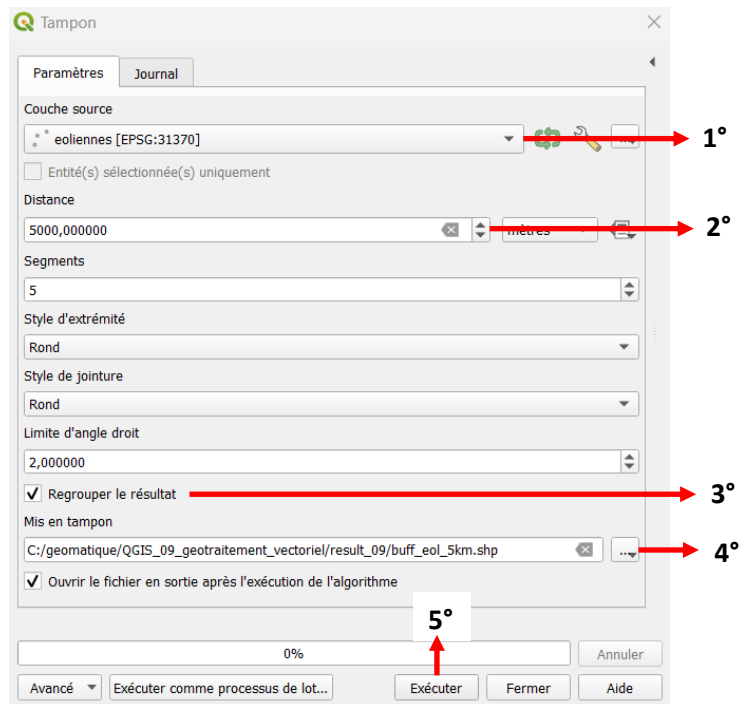 Tampon
Paramètres Journal
Couche source
eoliennes [EPSG:31370] ... 1°
Entité(s) sélectionnée(s) uniquement
Distance
5000,000000 mètres 2°
Segments
5
Style d'extrémité
Rond
Style de jointure
Rond
Limite d'angle droit
2,000000
Regrouper le résultat 3°
Mis en tampon
C:/geomatique/QGIS_09_geotraitement_vectoriel/result_09/buff_eol_5km.shp ... 4°
Ouvrir le fichier en sortie après l'exécution de l'algorithme
5°
0% Annuler
Avancé Exécuter comme processus de lot... Exécuter Fermer Aide